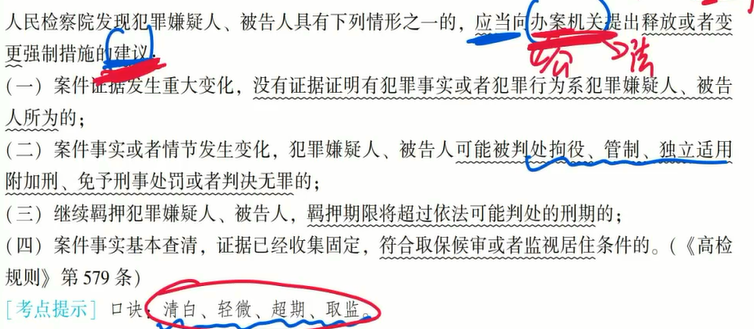 人民检察院发现犯罪嫌疑人、被告人具有下列情形之一的，应当向办案机关提出释放或者变
更强制措施的建议：
公 法
（一）案件证据发生重大变化，没有证据证明有犯罪事实或者犯罪行为系犯罪嫌疑人、被告
人所为的；
（二）案件事实或者情节发生变化，犯罪嫌疑人、被告人可能被判处拘役、管制、独立适用
附加刑、免予刑事处罚或者判决无罪的；
（三）继续羁押犯罪嫌疑人、被告人，羁押期限将超过依法可能判处的刑期的；
（四）案件事实基本查清，证据已经收集固定，符合取保候审或者监视居住条件的。（《高检
规则》第 579 条）
[考点提示] 口诀：清白、轻微、超期、取监。